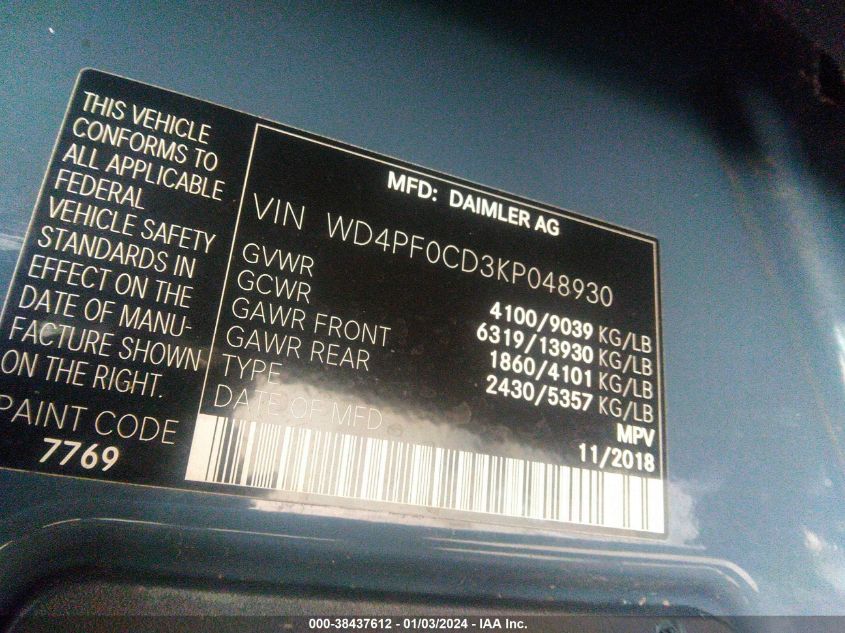 THIS VEHICLE
CONFORMS TO
ALL APPLICABLE
FEDERAL
VEHICLE SAFETY
STANDARDS IN
EFFECT ON THE
DATE OF MANU-
FACTURE SHOWN
ON THE RIGHT.
PAINT CODE
7769
MFD: DAIMLER AG
VIN WD4PF0CD3KP048930
GVWR 4100/9039 KG/LB
GCWR 6319/13930 KG/LB
GAWR FRONT 1860/4101 KG/LB
GAWR REAR 2430/5357 KG/LB
TYPE MPV
DATE OF MFD 11/2018
000-38437612 - 01/03/2024 - IAA Inc.